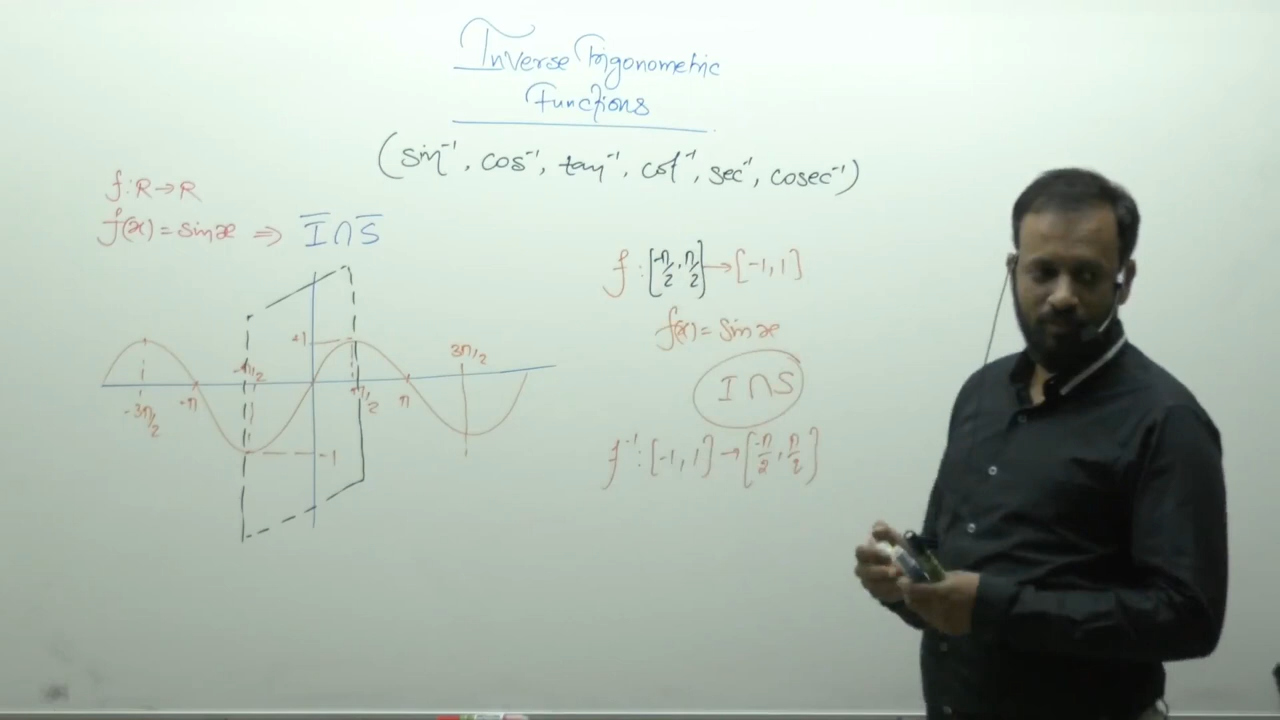 Inverse Trigonometric
Functions
(sin⁻¹, cos⁻¹, tan⁻¹, cot⁻¹, sec⁻¹, cosec⁻¹)
f: R→R
f(x) = sin x ⇒ I̅ ∩ S̅
f: [-π/2, π/2] → [-1, 1]
f(x) = sin x
I ∩ S
f⁻¹: [-1, 1] → [-π/2, π/2]
+1
3π/2
-π/2
-3π/2 -π π/2 π
-1